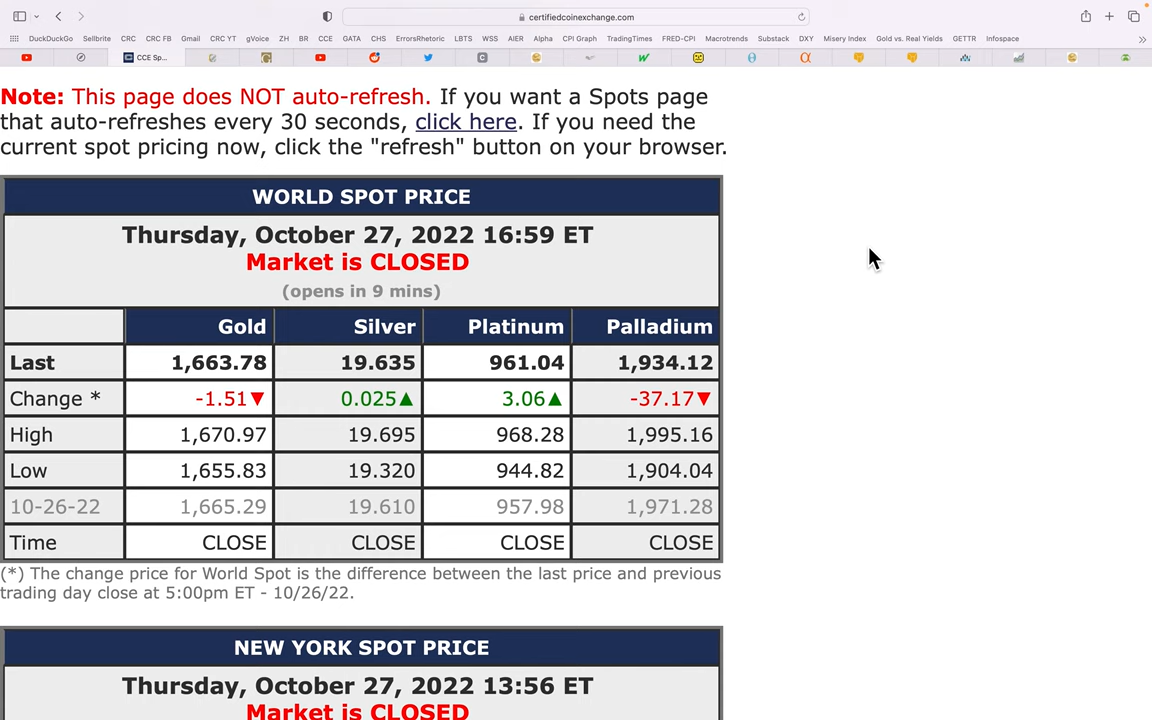 certifiedcoinexchange.com
DuckDuckGo Sellbrite CRC CRC FB Gmail CRC YT gVoice ZH BR CCE GATA CHS ErrorsRhetoric LBTS WSS AIER Alpha CPI Graph TradingTimes FRED-CPI Macrotrends Substack DXY Misery Index Gold vs. Real Yields GETTR Infospace
CCE Sp...
Note: This page does NOT auto-refresh. If you want a Spots page
that auto-refreshes every 30 seconds, click here. If you need the
current spot pricing now, click the "refresh" button on your browser.
WORLD SPOT PRICE
Thursday, October 27, 2022 16:59 ET
Market is CLOSED
(opens in 9 mins)
Gold Silver Platinum Palladium
Last 1,663.78 19.635 961.04 1,934.12
Change * -1.51▼ 0.025▲ 3.06▲ -37.17▼
High 1,670.97 19.695 968.28 1,995.16
Low 1,655.83 19.320 944.82 1,904.04
10-26-22 1,665.29 19.610 957.98 1,971.28
Time CLOSE CLOSE CLOSE CLOSE
(*) The change price for World Spot is the difference between the last price and previous
trading day close at 5:00pm ET - 10/26/22.
NEW YORK SPOT PRICE
Thursday, October 27, 2022 13:56 ET
Market is CLOSED